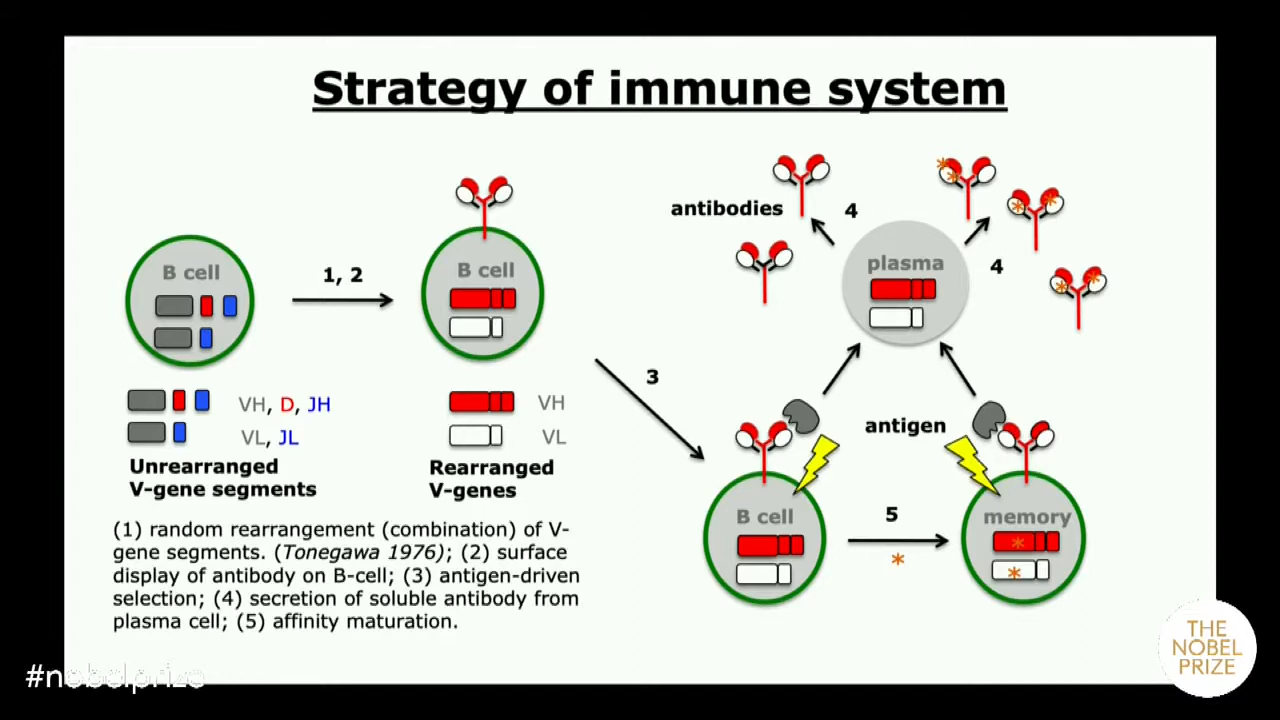 Strategy of immune system
antibodies
4
B cell
1, 2
B cell
plasma
4
3
VH, D, JH
VL, JL
Unrearranged
V-gene segments
VH
VL
Rearranged
V-genes
antigen
B cell
5
*
memory
*
*
(1) random rearrangement (combination) of V-
gene segments. (Tonegawa 1976); (2) surface
display of antibody on B-cell; (3) antigen-driven
selection; (4) secretion of soluble antibody from
plasma cell; (5) affinity maturation.
#nobelprize
THE
NOBEL
PRIZE